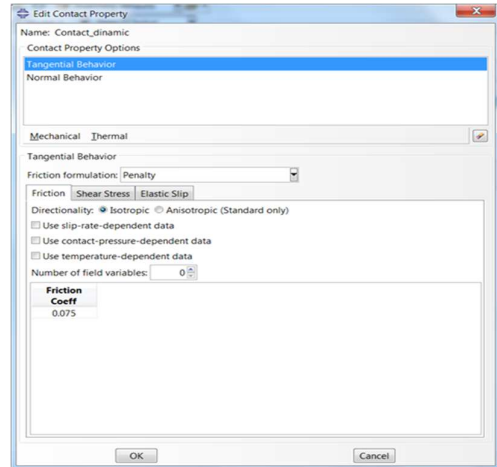 Edit Contact Property
Name: Contact_dinamic
Contact Property Options
Tangential Behavior
Normal Behavior
Mechanical Thermal
Tangential Behavior
Friction formulation: Penalty
Friction Shear Stress Elastic Slip
Directionality: Isotropic Anisotropic (Standard only)
Use slip-rate-dependent data
Use contact-pressure-dependent data
Use temperature-dependent data
Number of field variables: 0
Friction
Coeff
0.075
OK Cancel